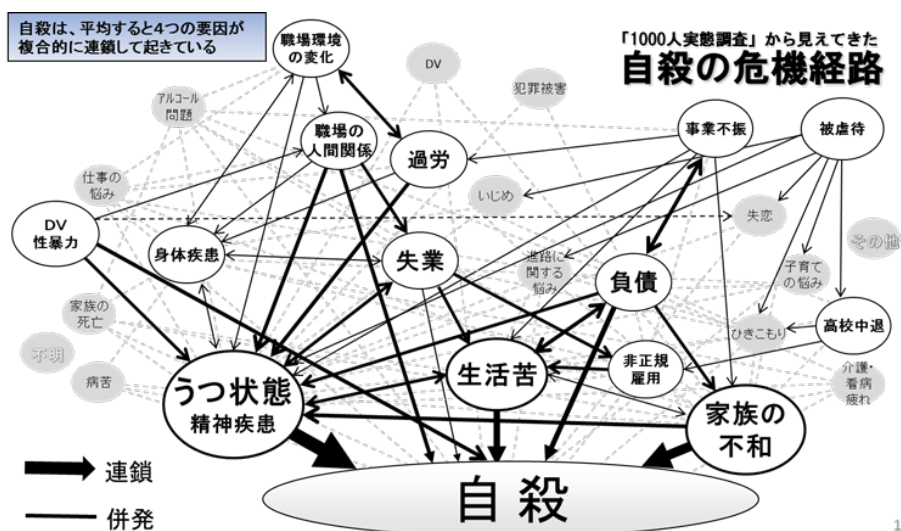 自殺は、平均すると4つの要因が
複合的に連鎖して起きている
「1000人実態調査」から見えてきた
自殺の危機経路
職場環境
の変化
DV
犯罪被害
アルコール
問題
職場の
人間関係
過労
事業不振
被虐待
仕事の
悩み
いじめ
失恋
DV
性暴力
身体疾患
失業
進路に
関する
悩み
負債
子育て
の悩み
その他
家族の
死亡
ひきこもり
高校中退
不明
病苦
うつ状態
精神疾患
生活苦
非正規
雇用
家族の
不和
介護・
看病
疲れ
連鎖
併発
自殺
1